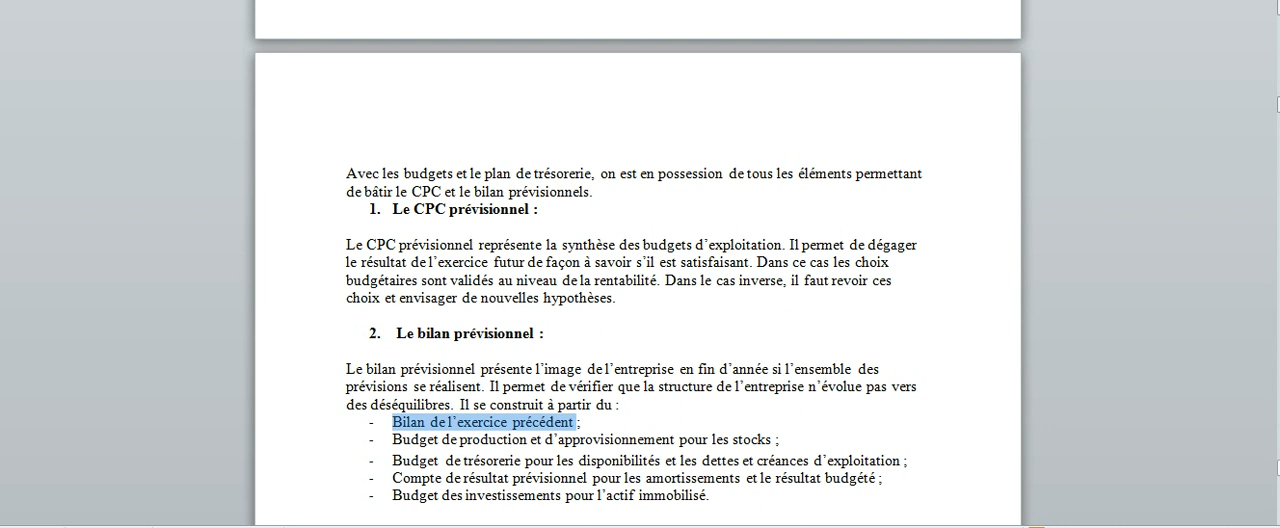 Avec les budgets et le plan de trésorerie, on est en possession de tous les éléments permettant
de bâtir le CPC et le bilan prévisionnels.
1. Le CPC prévisionnel :
Le CPC prévisionnel représente la synthèse des budgets d’exploitation. Il permet de dégager
le résultat de l’exercice futur de façon à savoir s’il est satisfaisant. Dans ce cas les choix
budgétaires sont validés au niveau de la rentabilité. Dans le cas inverse, il faut revoir ces
choix et envisager de nouvelles hypothèses.
2. Le bilan prévisionnel :
Le bilan prévisionnel présente l’image de l’entreprise en fin d’année si l’ensemble des
prévisions se réalisent. Il permet de vérifier que la structure de l’entreprise n’évolue pas vers
des déséquilibres. Il se construit à partir du :
- Bilan de l’exercice précédent ;
- Budget de production et d’approvisionnement pour les stocks ;
- Budget de trésorerie pour les disponibilités et les dettes et créances d’exploitation ;
- Compte de résultat prévisionnel pour les amortissements et le résultat budgété ;
- Budget des investissements pour l’actif immobilisé.